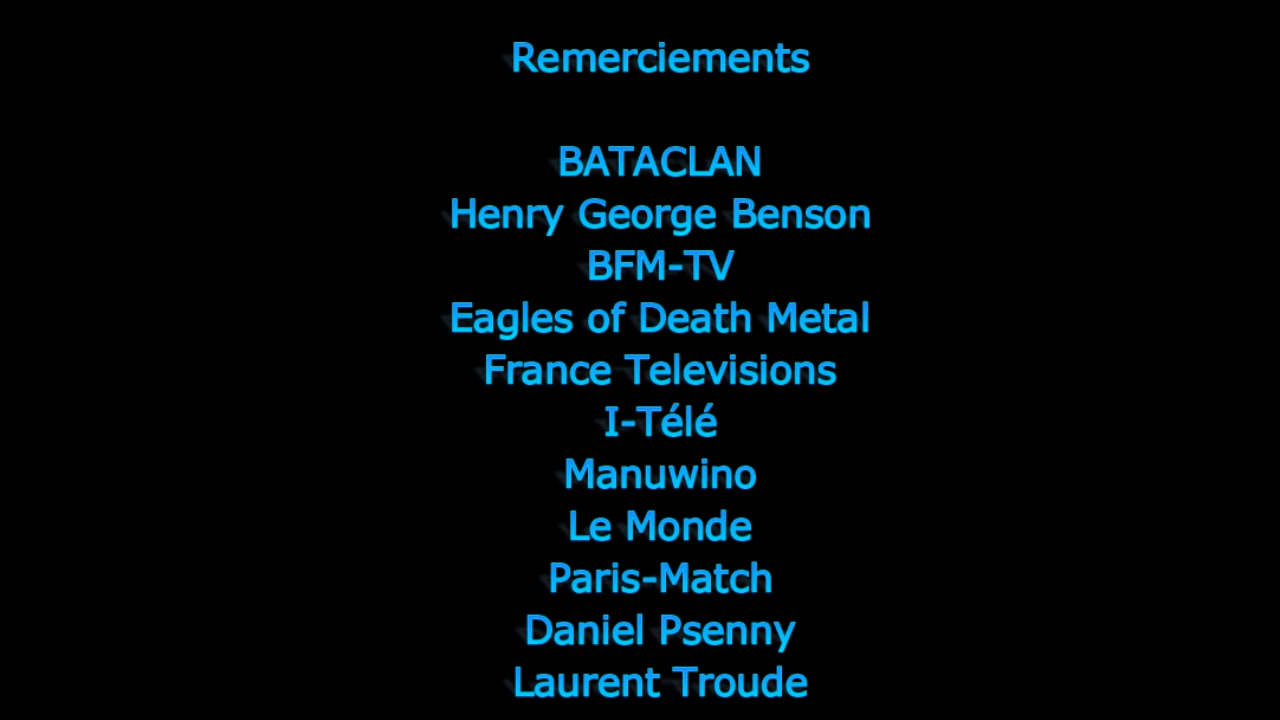 Remerciements
BATACLAN
Henry George Benson
BFM-TV
Eagles of Death Metal
France Televisions
I-Télé
Manuwino
Le Monde
Paris-Match
Daniel Psenny
Laurent Troude